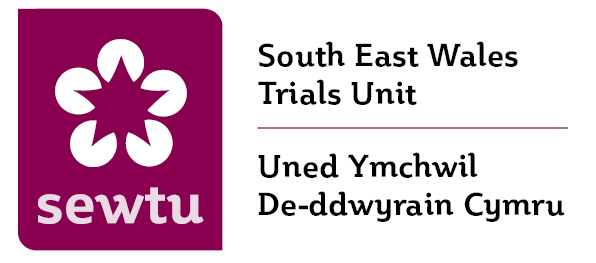 sewtu
South East Wales
Trials Unit
Uned Ymchwil
De-ddwyrain Cymru